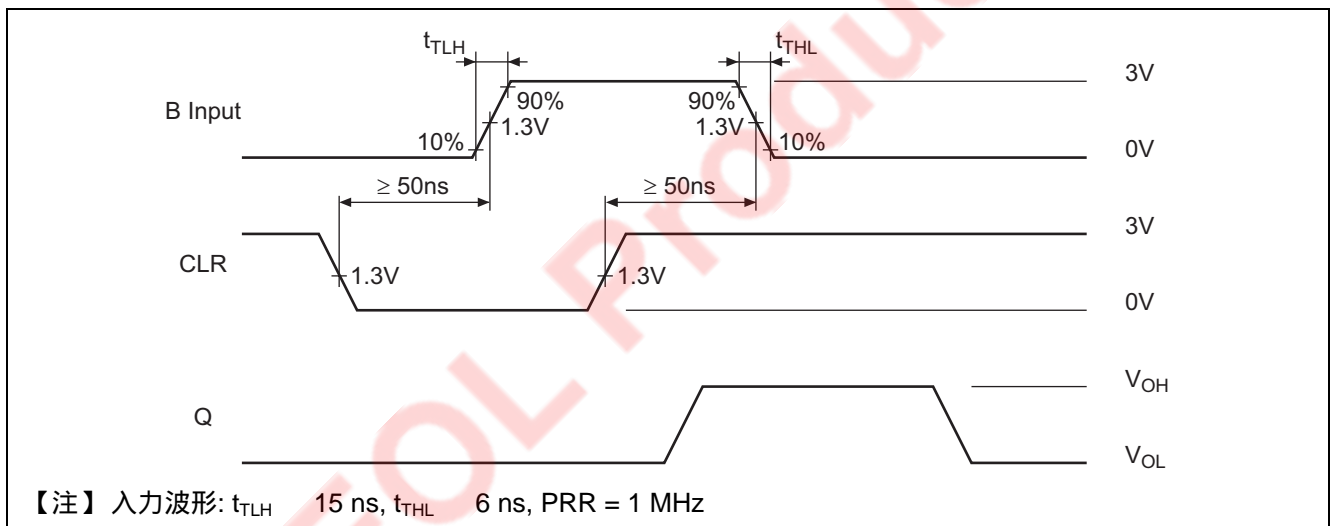 tTLH tTHL
3V
B Input 90% 90%
1.3V 1.3V
10% 10%
0V
≥ 50ns ≥ 50ns
3V
CLR 1.3V 1.3V
0V
VOH
Q
VOL
【注】入力波形: tTLH 15 ns, tTHL 6 ns, PRR = 1 MHz
EOL Produc